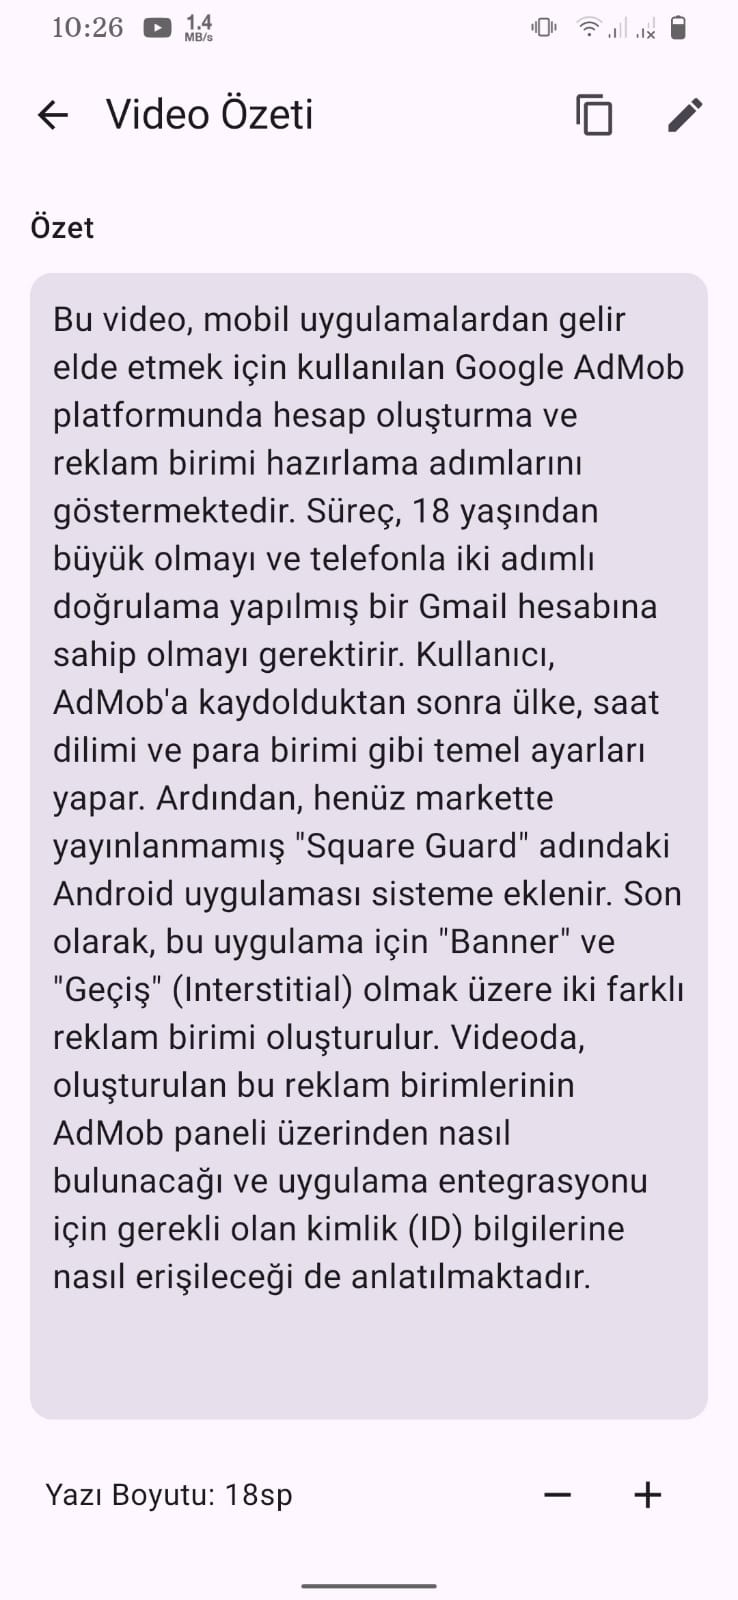 10:26 1.4 MB/s
Video Özeti
Özet
Bu video, mobil uygulamalardan gelir
elde etmek için kullanılan Google AdMob
platformunda hesap oluşturma ve
reklam birimi hazırlama adımlarını
göstermektedir. Süreç, 18 yaşından
büyük olmayı ve telefonla iki adımlı
doğrulama yapılmış bir Gmail hesabına
sahip olmayı gerektirir. Kullanıcı,
AdMob'a kaydolduktan sonra ülke, saat
dilimi ve para birimi gibi temel ayarları
yapar. Ardından, henüz markette
yayınlanmamış "Square Guard" adındaki
Android uygulaması sisteme eklenir. Son
olarak, bu uygulama için "Banner" ve
"Geçiş" (Interstitial) olmak üzere iki farklı
reklam birimi oluşturulur. Videoda,
oluşturulan bu reklam birimlerinin
AdMob paneli üzerinden nasıl
bulunacağı ve uygulama entegrasyonu
için gerekli olan kimlik (ID) bilgilerine
nasıl erişileceği de anlatılmaktadır.
Yazı Boyutu: 18sp